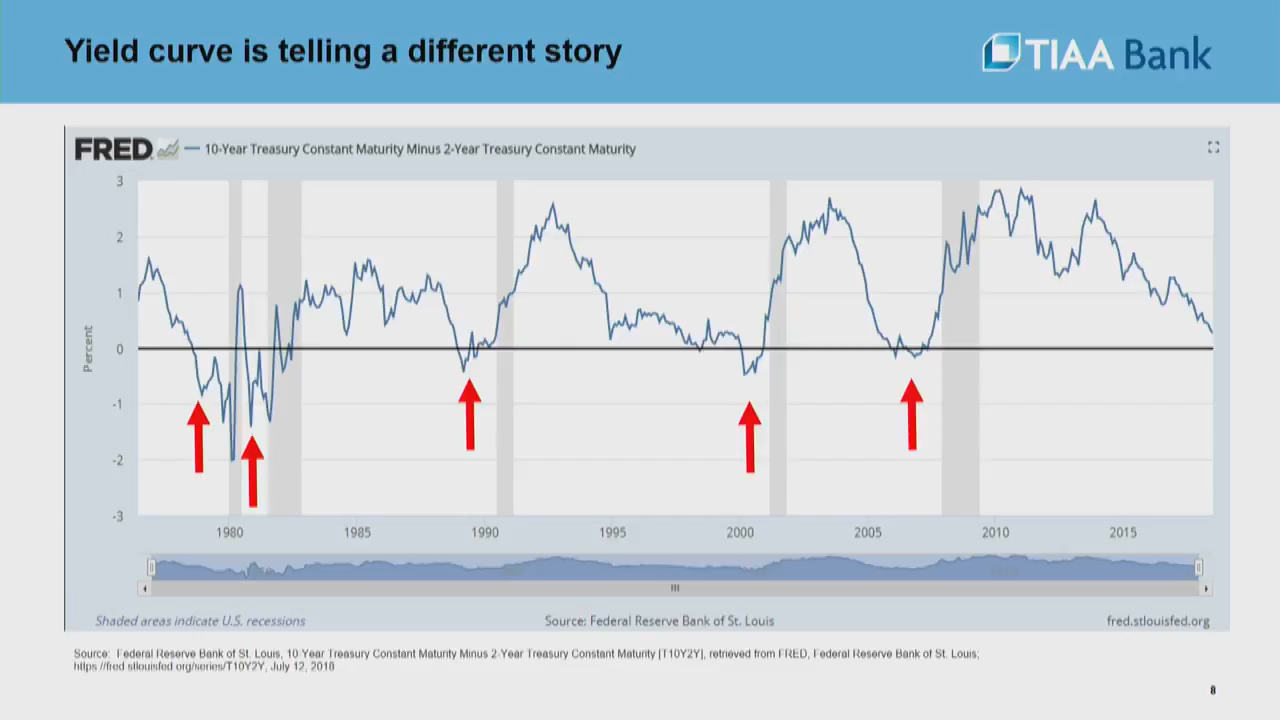 Yield curve is telling a different story
TIAA Bank
FRED
10-Year Treasury Constant Maturity Minus 2-Year Treasury Constant Maturity
3
2
1
0
-1
-2
-3
Percent
1980
1985
1990
1995
2000
2005
2010
2015
Shaded areas indicate U.S. recessions
Source: Federal Reserve Bank of St. Louis
fred.stlouisfed.org
Source: Federal Reserve Bank of St. Louis, 10-Year Treasury Constant Maturity Minus 2-Year Treasury Constant Maturity [T10Y2Y], retrieved from FRED, Federal Reserve Bank of St. Louis;
https://fred.stlouisfed.org/series/T10Y2Y, July 12, 2018
8